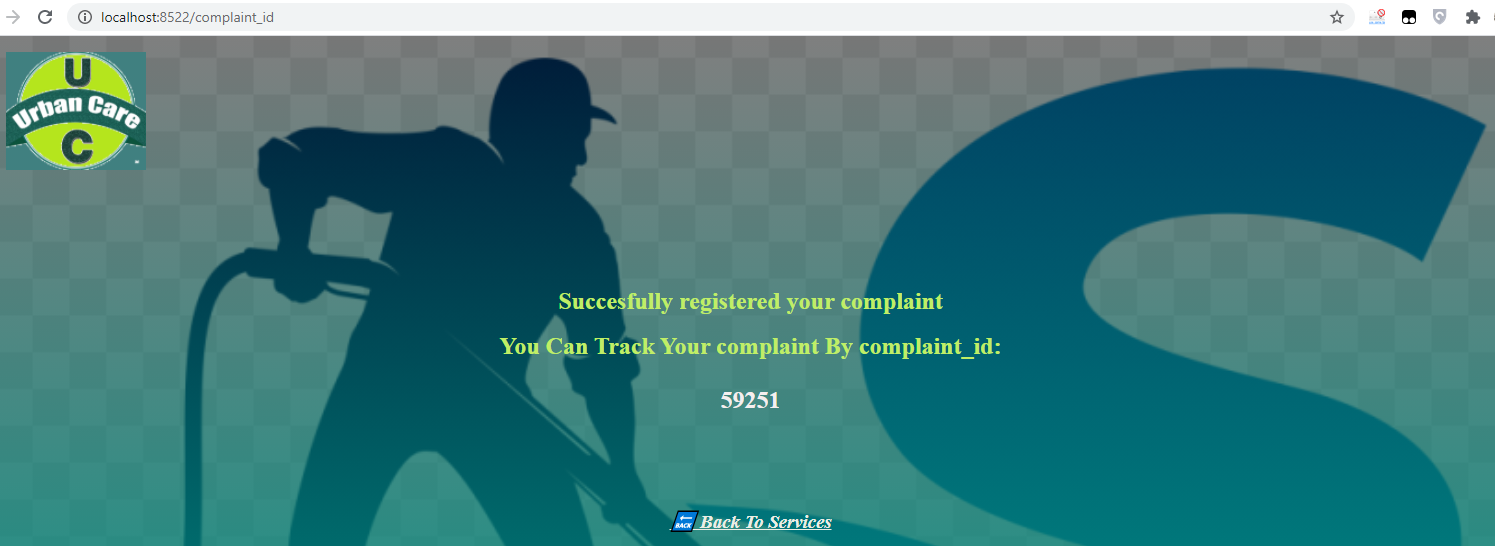 localhost:8522/complaint_id
U
Urban Care
C
Succesfully registered your complaint
You Can Track Your complaint By complaint_id:
59251
BACK
Back To Services